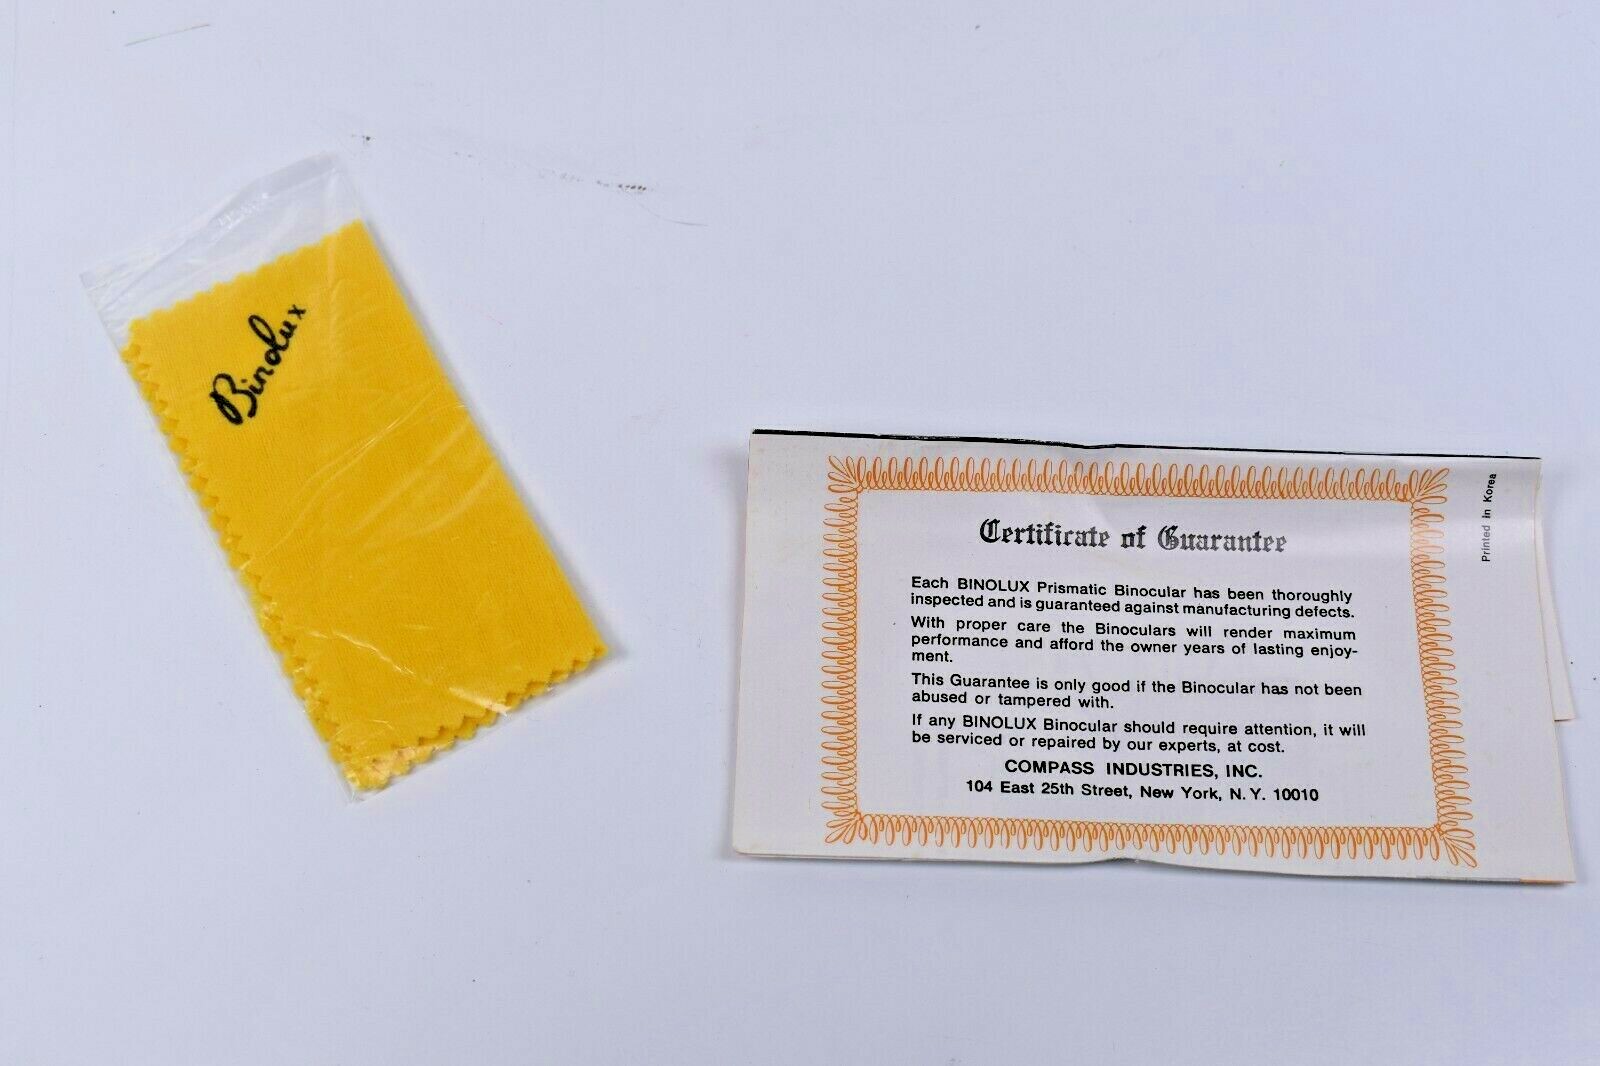 Binolux
Certificate of Guarantee
Each BINOLUX Prismatic Binocular has been thoroughly
inspected and is guaranteed against manufacturing defects.
With proper care the Binoculars will render maximum
performance and afford the owner years of lasting enjoy-
ment.
This Guarantee is only good if the Binocular has not been
abused or tampered with.
If any BINOLUX Binocular should require attention, it will
be serviced or repaired by our experts, at cost.
COMPASS INDUSTRIES, INC.
104 East 25th Street, New York, N.Y. 10010
Printed in Korea